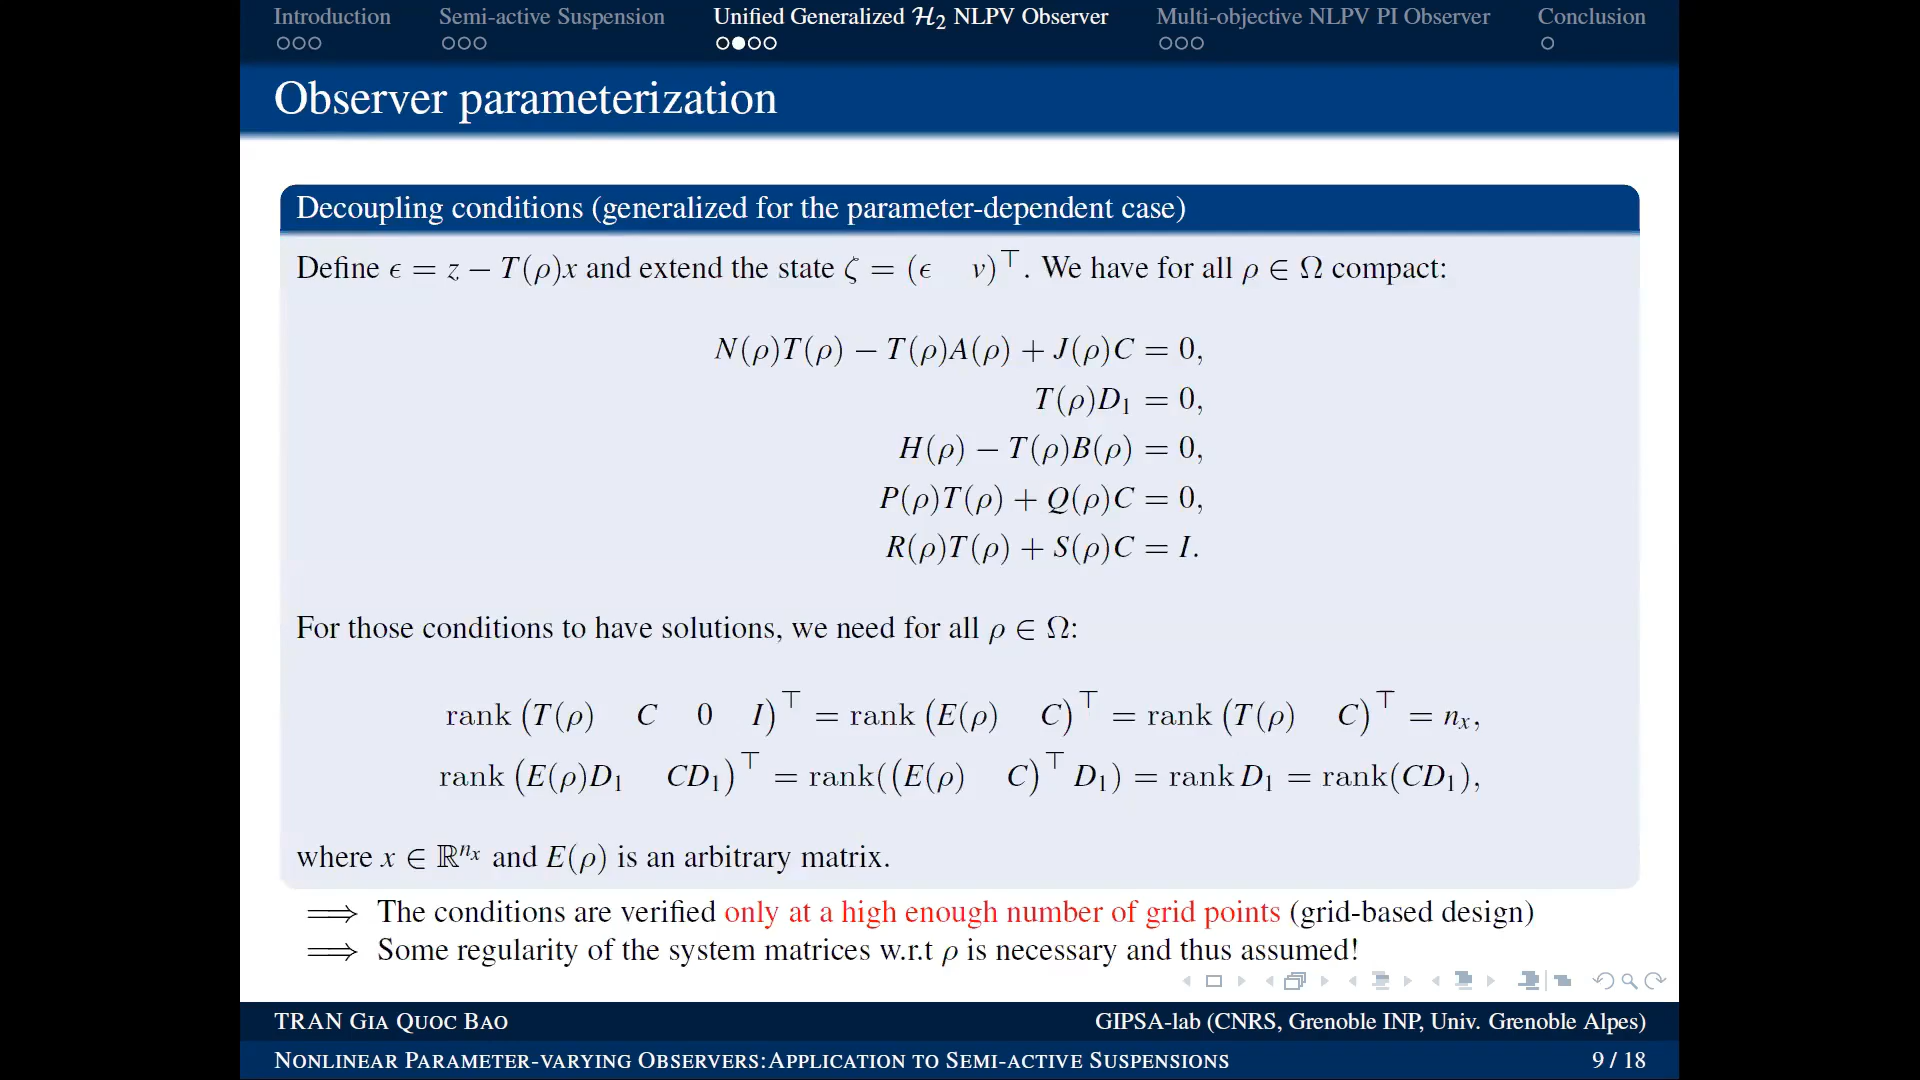 Introduction Semi-active Suspension Unified Generalized ℋ₂ NLPV Observer Multi-objective NLPV PI Observer Conclusion
Observer parameterization
Decoupling conditions (generalized for the parameter-dependent case)
Define ϵ = z − T(ρ)x and extend the state ζ = (ϵ v)⊤. We have for all ρ ∈ Ω compact:
N(ρ)T(ρ) − T(ρ)A(ρ) + J(ρ)C = 0,
T(ρ)D₁ = 0,
H(ρ) − T(ρ)B(ρ) = 0,
P(ρ)T(ρ) + Q(ρ)C = 0,
R(ρ)T(ρ) + S(ρ)C = I.
For those conditions to have solutions, we need for all ρ ∈ Ω:
rank (T(ρ) C 0 I)⊤ = rank (E(ρ) C)⊤ = rank (T(ρ) C)⊤ = nₓ,
rank (E(ρ)D₁ CD₁)⊤ = rank((E(ρ) C)⊤ D₁) = rank D₁ = rank(CD₁),
where x ∈ ℝⁿˣ and E(ρ) is an arbitrary matrix.
⟹ The conditions are verified only at a high enough number of grid points (grid-based design)
⟹ Some regularity of the system matrices w.r.t ρ is necessary and thus assumed!
TRAN GIA QUOC BAO GIPSA-lab (CNRS, Grenoble INP, Univ. Grenoble Alpes)
NONLINEAR PARAMETER-VARYING OBSERVERS:APPLICATION TO SEMI-ACTIVE SUSPENSIONS 9 / 18